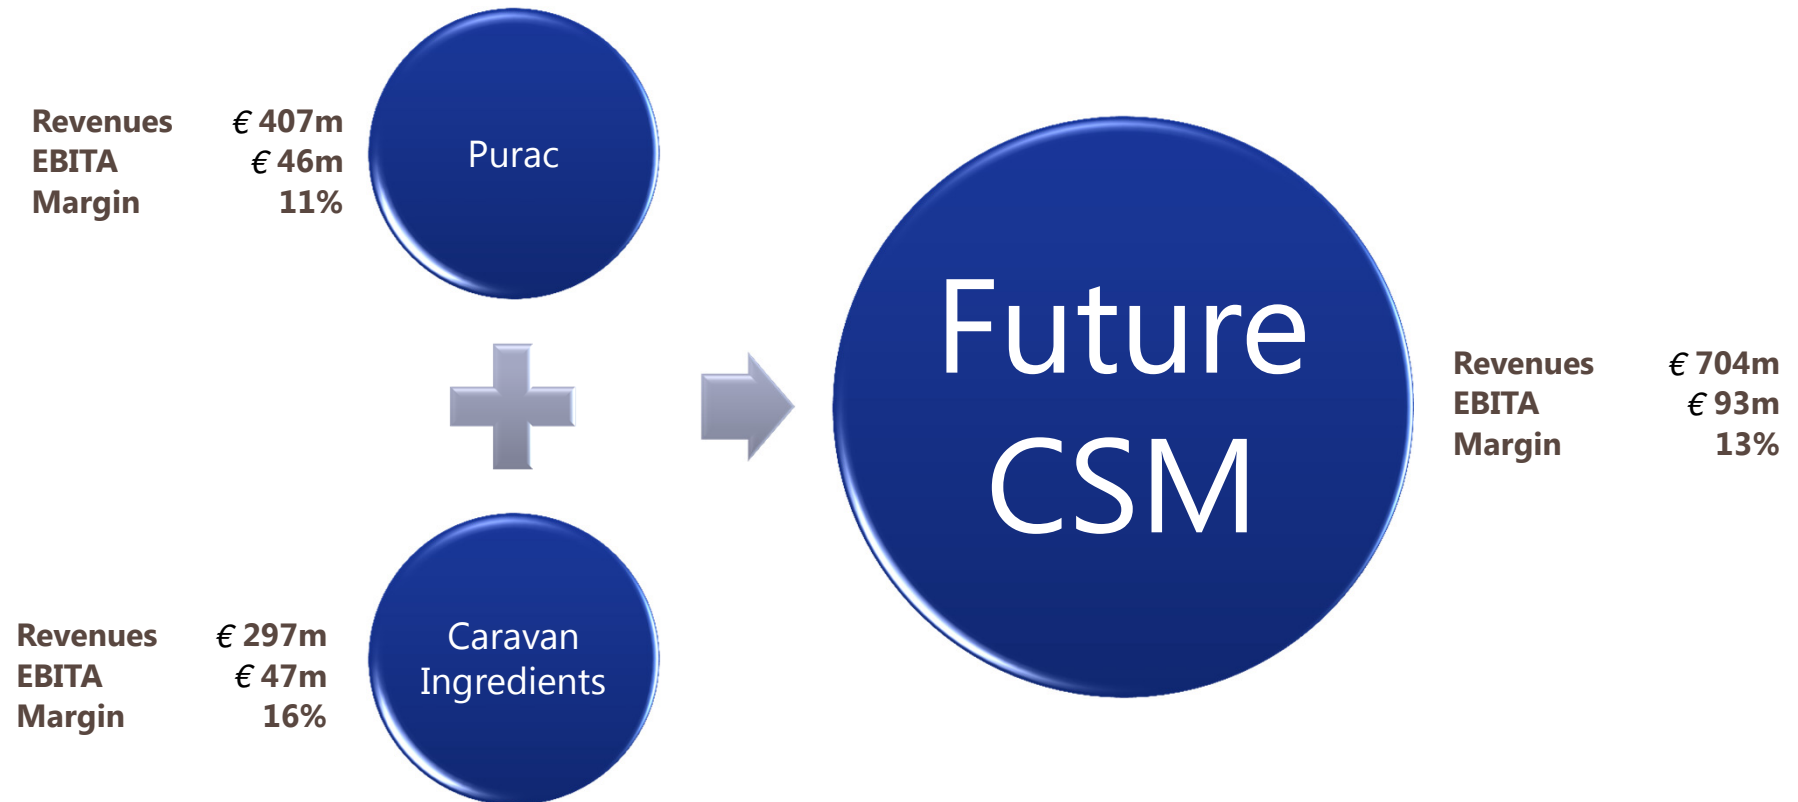 Revenues € 407m
EBITA € 46m
Margin 11%
Purac
Revenues € 297m
EBITA € 47m
Margin 16%
Caravan
Ingredients
Future
CSM
Revenues € 704m
EBITA € 93m
Margin 13%